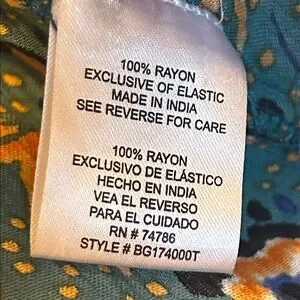 100% RAYON
EXCLUSIVE OF ELASTIC
MADE IN INDIA
SEE REVERSE FOR CARE
100% RAYON
EXCLUSIVO DE ELÁSTICO
HECHO EN INDIA
VEA EL REVERSO
PARA EL CUIDADO
RN # 74786
STYLE # BG174000T